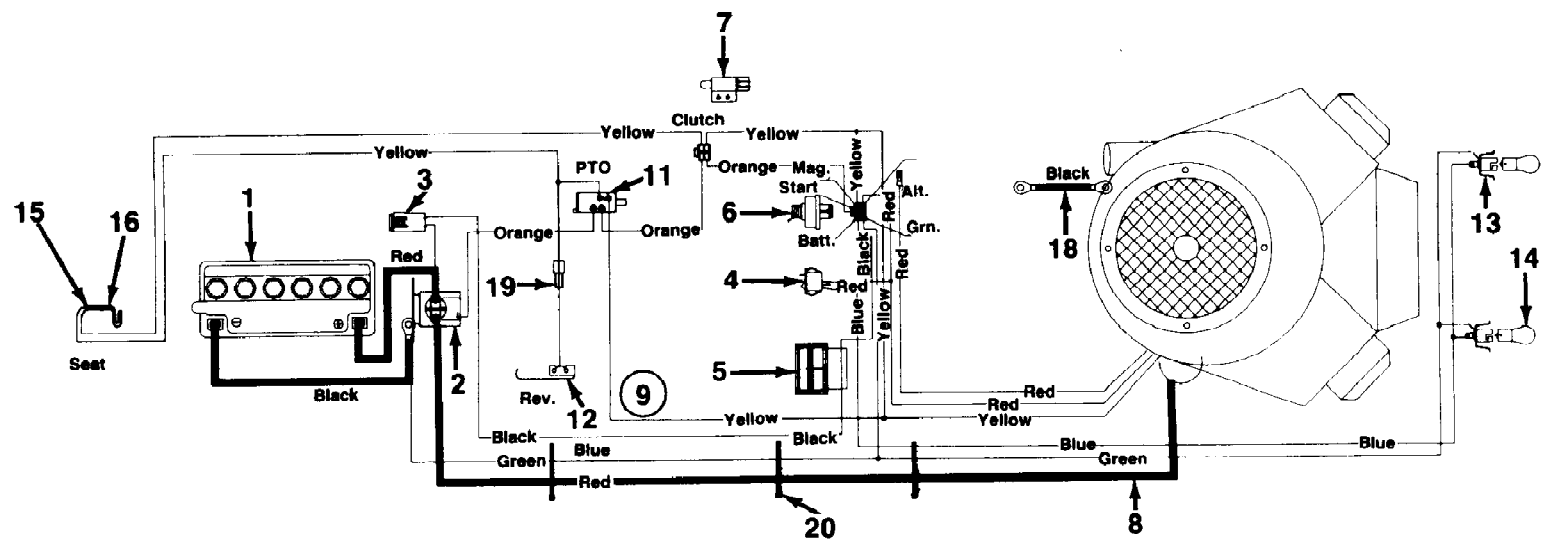 7
Clutch
Yellow
Yellow
Yellow
PTO
11
Orange
Mag.
Yellow
Start
Alt.
Red
3
1
15
16
6
Orange
Orange
Batt.
Grn.
Black
Red
Black
18
13
14
Red
19
4
Red
Blue
Yellow
Seat
Black
2
5
Rev.
12
9
Red
Red
Yellow
Yellow
Black
Black
Blue
Blue
Blue
Green
Green
Red
20
8